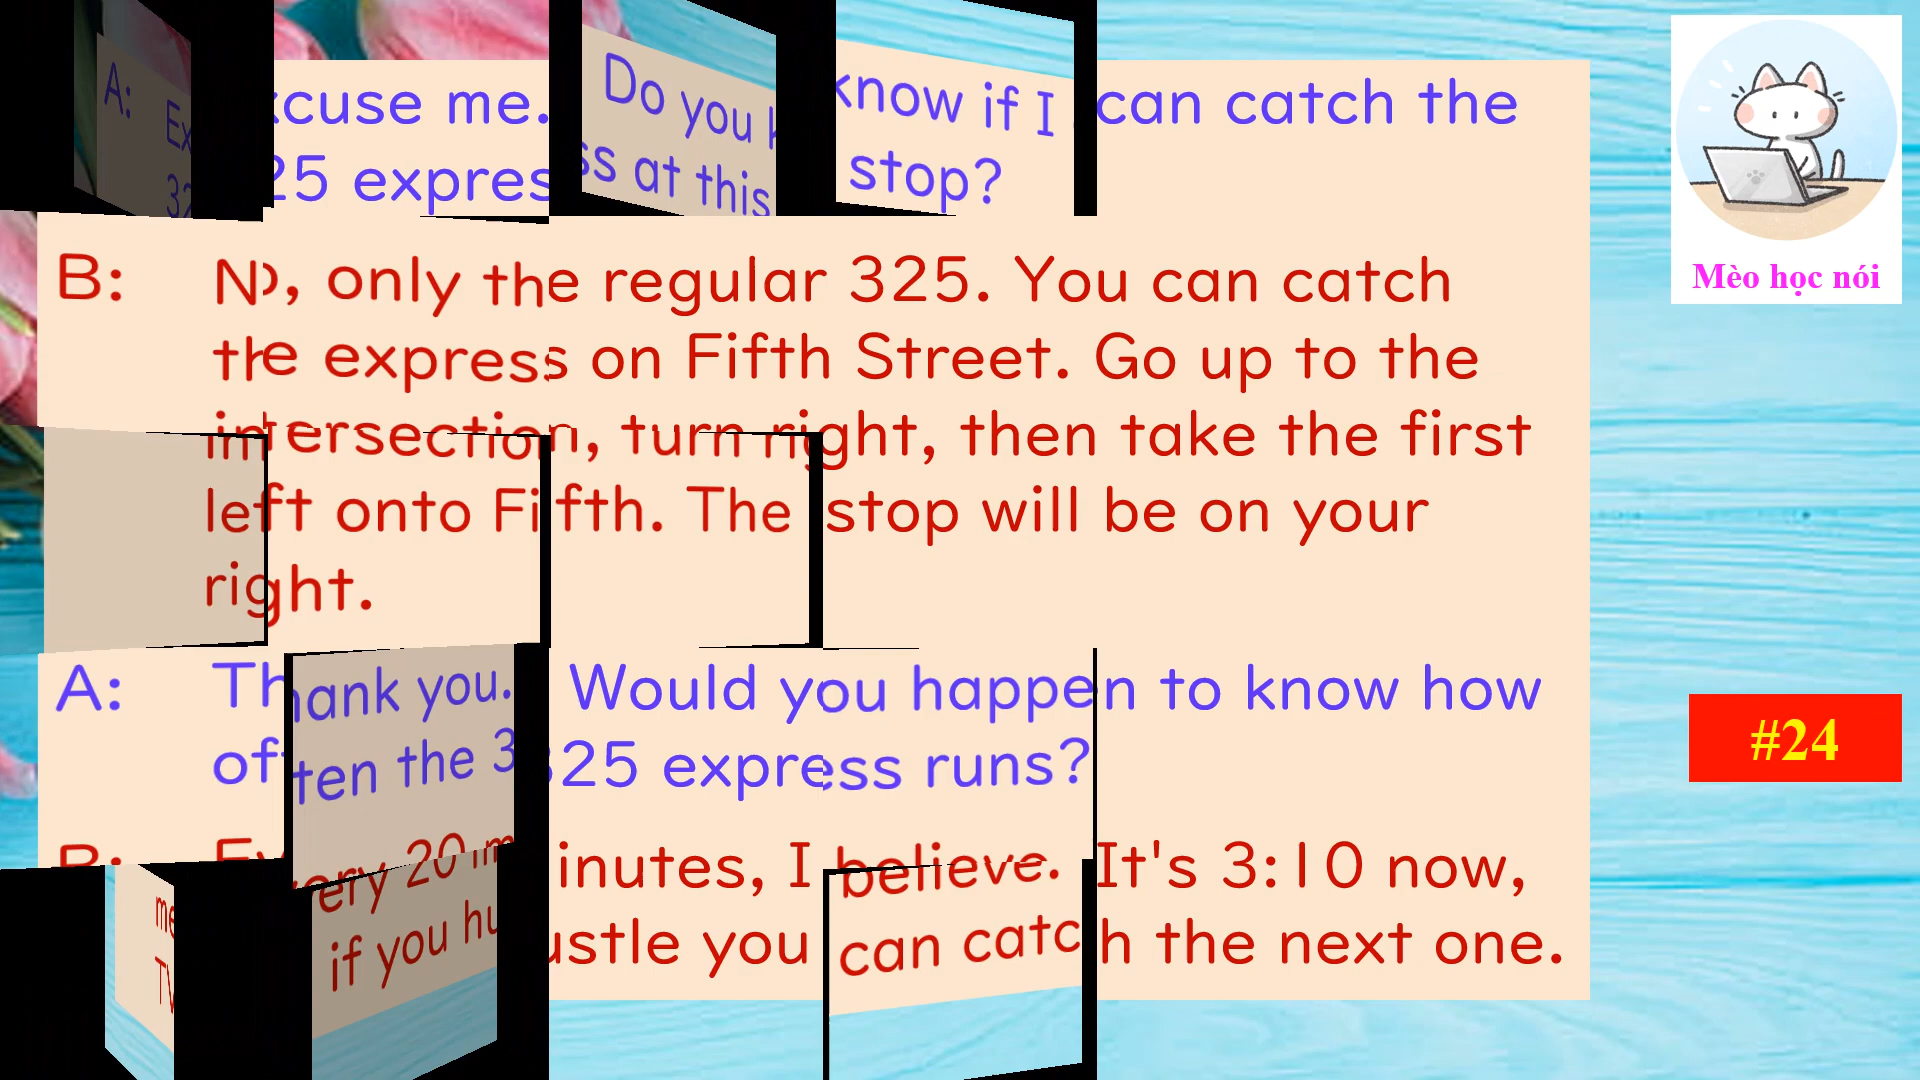 A: Excuse me. Do you know if I can catch the
325 express at this stop?
B: No, only the regular 325. You can catch
the express on Fifth Street. Go up to the
intersection, turn right, then take the first
left onto Fifth. The stop will be on your
right.
A: Thank you. Would you happen to know how
often the 325 express runs?
B: Every 20 minutes, I believe. It's 3:10 now,
if you hustle you can catch the next one.
Mèo học nói
#24